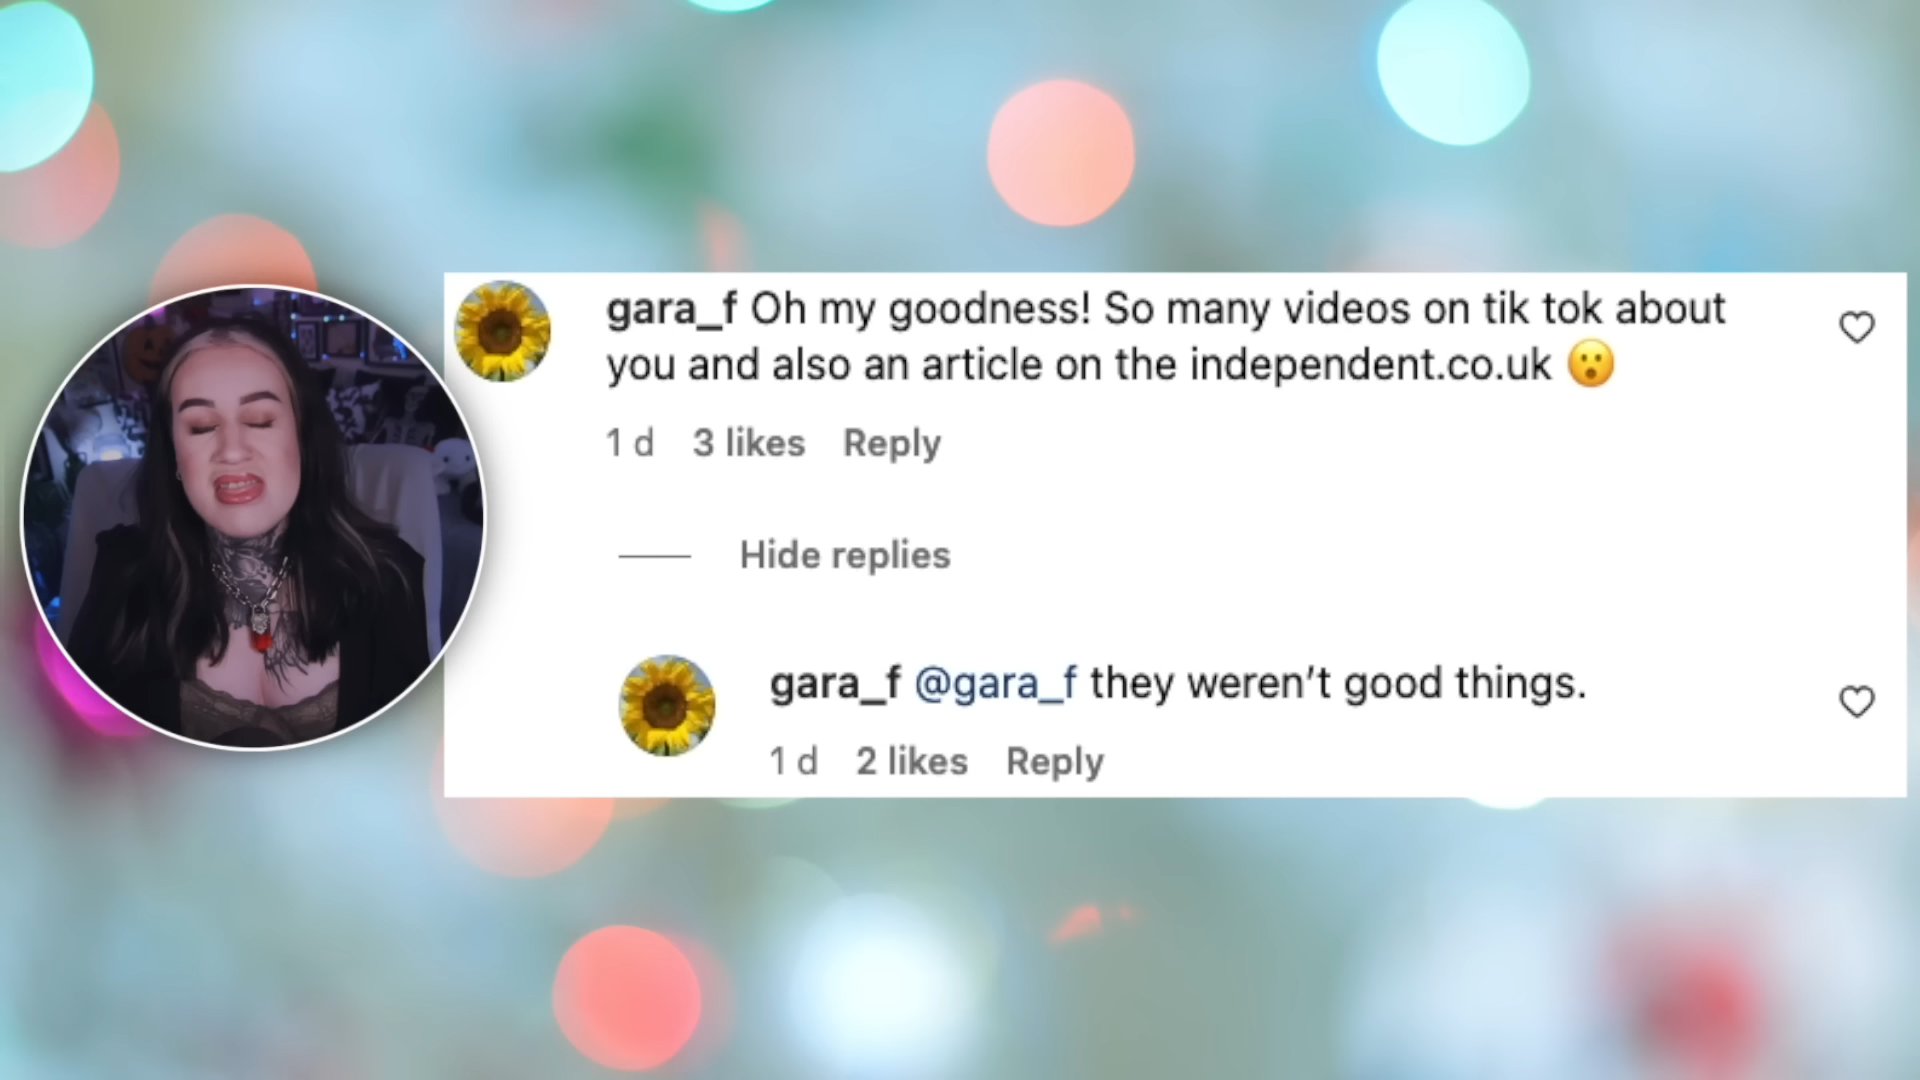 gara_f Oh my goodness! So many videos on tik tok about
you and also an article on the independent.co.uk 😮
1 d 3 likes Reply
Hide replies
gara_f @gara_f they weren’t good things.
1 d 2 likes Reply